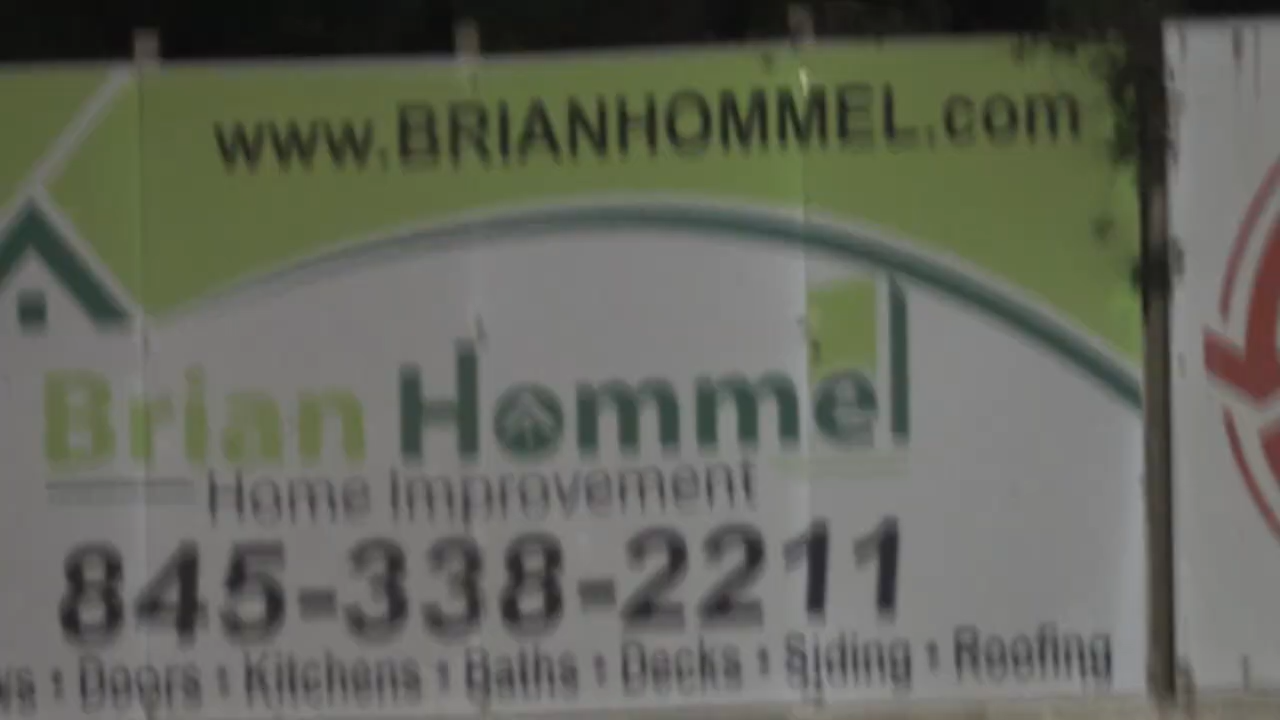 www.BRIANHOMMEL.com
Brian Hommel
Home Improvement
845-338-2211
• Doors • Kitchens • Baths • Decks • Siding • Roofing